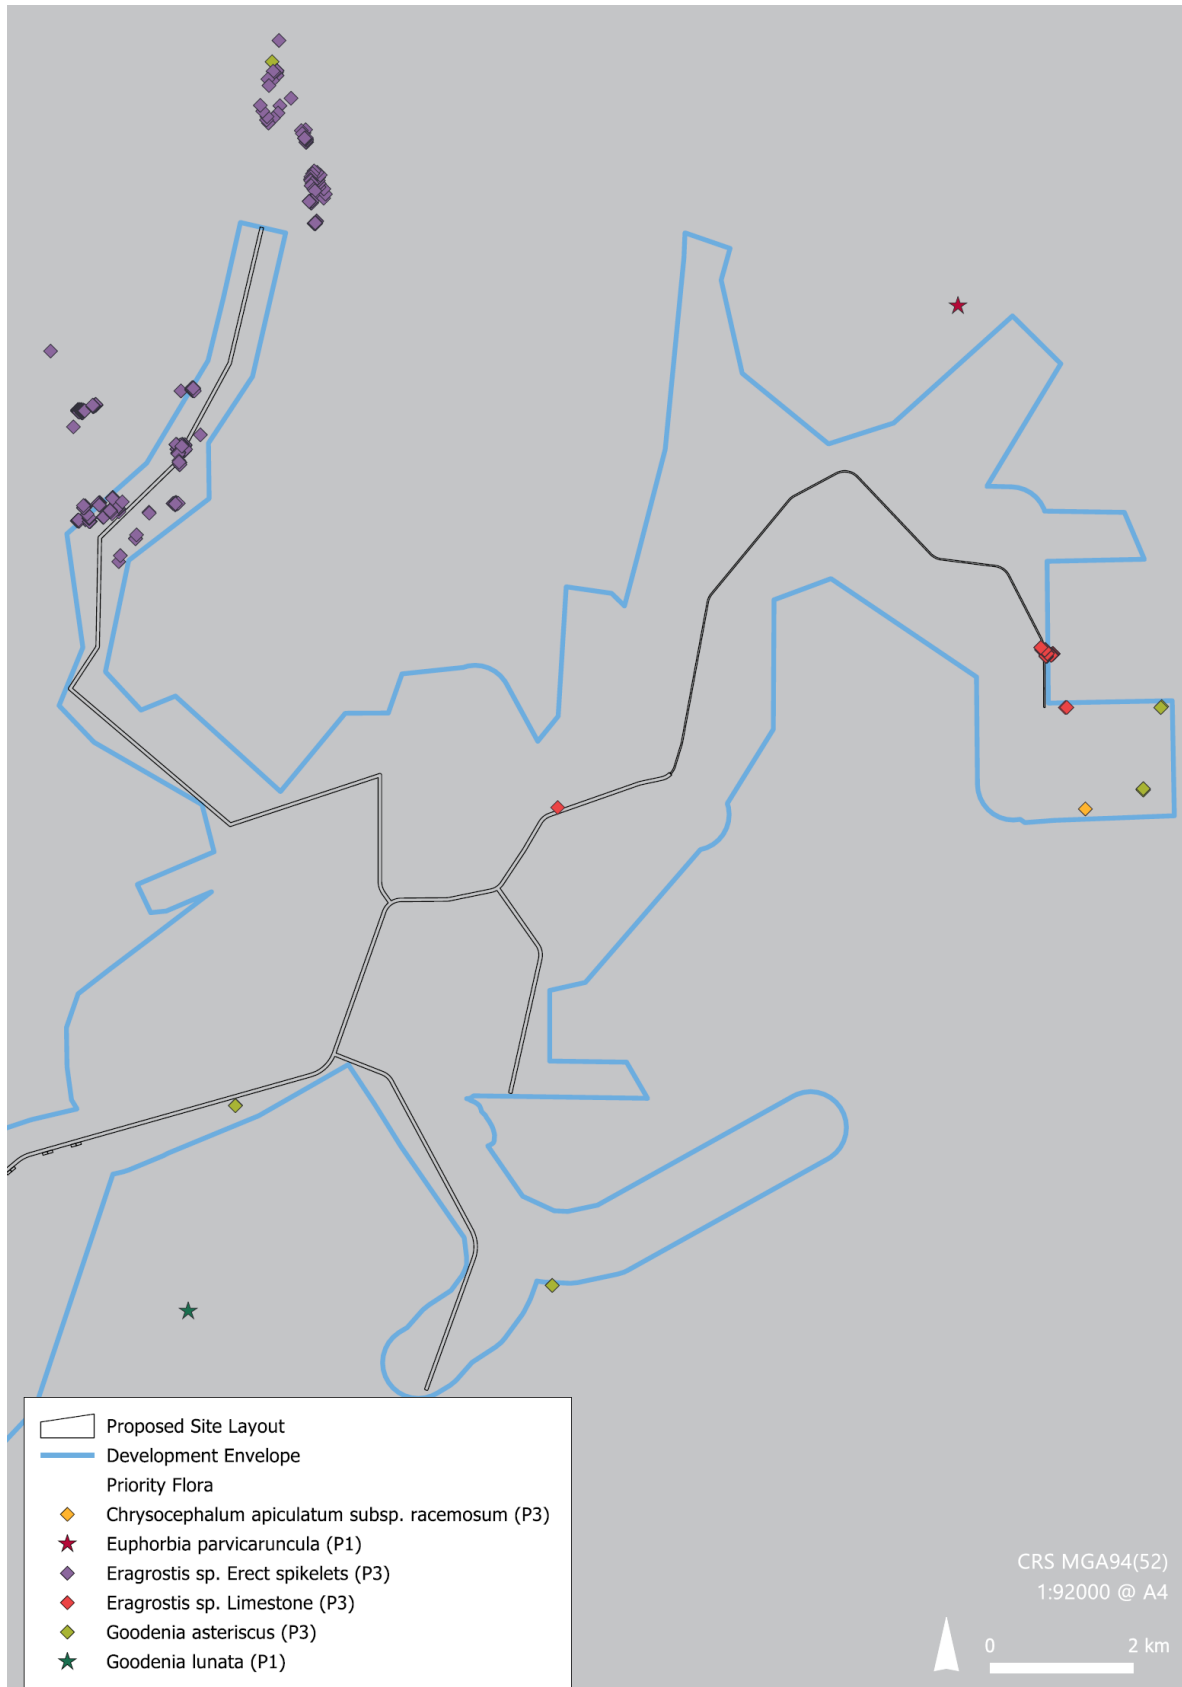 Proposed Site Layout
Development Envelope
Priority Flora
Chrysocephalum apiculatum subsp. racemosum (P3)
Euphorbia parvicaruncula (P1)
Eragrostis sp. Erect spikelets (P3)
Eragrostis sp. Limestone (P3)
Goodenia asteriscus (P3)
Goodenia lunata (P1)
CRS MGA94(52)
1:92000 @ A4
0 2 km